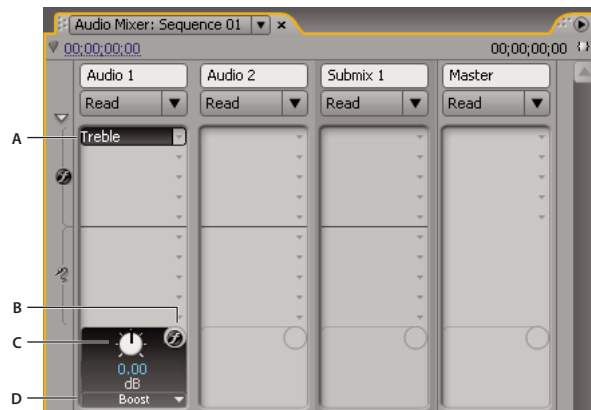 Audio Mixer: Sequence 01
00;00;00;00 00;00;00;00
Audio 1 Audio 2 Submix 1 Master
Read Read Read Read
A Treble
B
C
0.00
dB
D Boost